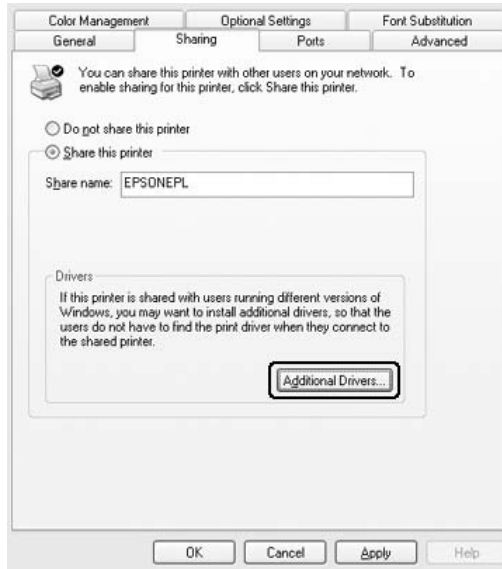 Color Management Optional Settings Font Substitution
General Sharing Ports Advanced
You can share this printer with other users on your network. To
enable sharing for this printer, click Share this printer.
Do not share this printer
Share this printer
Share name: EPSONEPL
Drivers
If this printer is shared with users running different versions of
Windows, you may want to install additional drivers, so that the
users do not have to find the print driver when they connect to
the shared printer.
Additional Drivers...
OK Cancel Apply Help